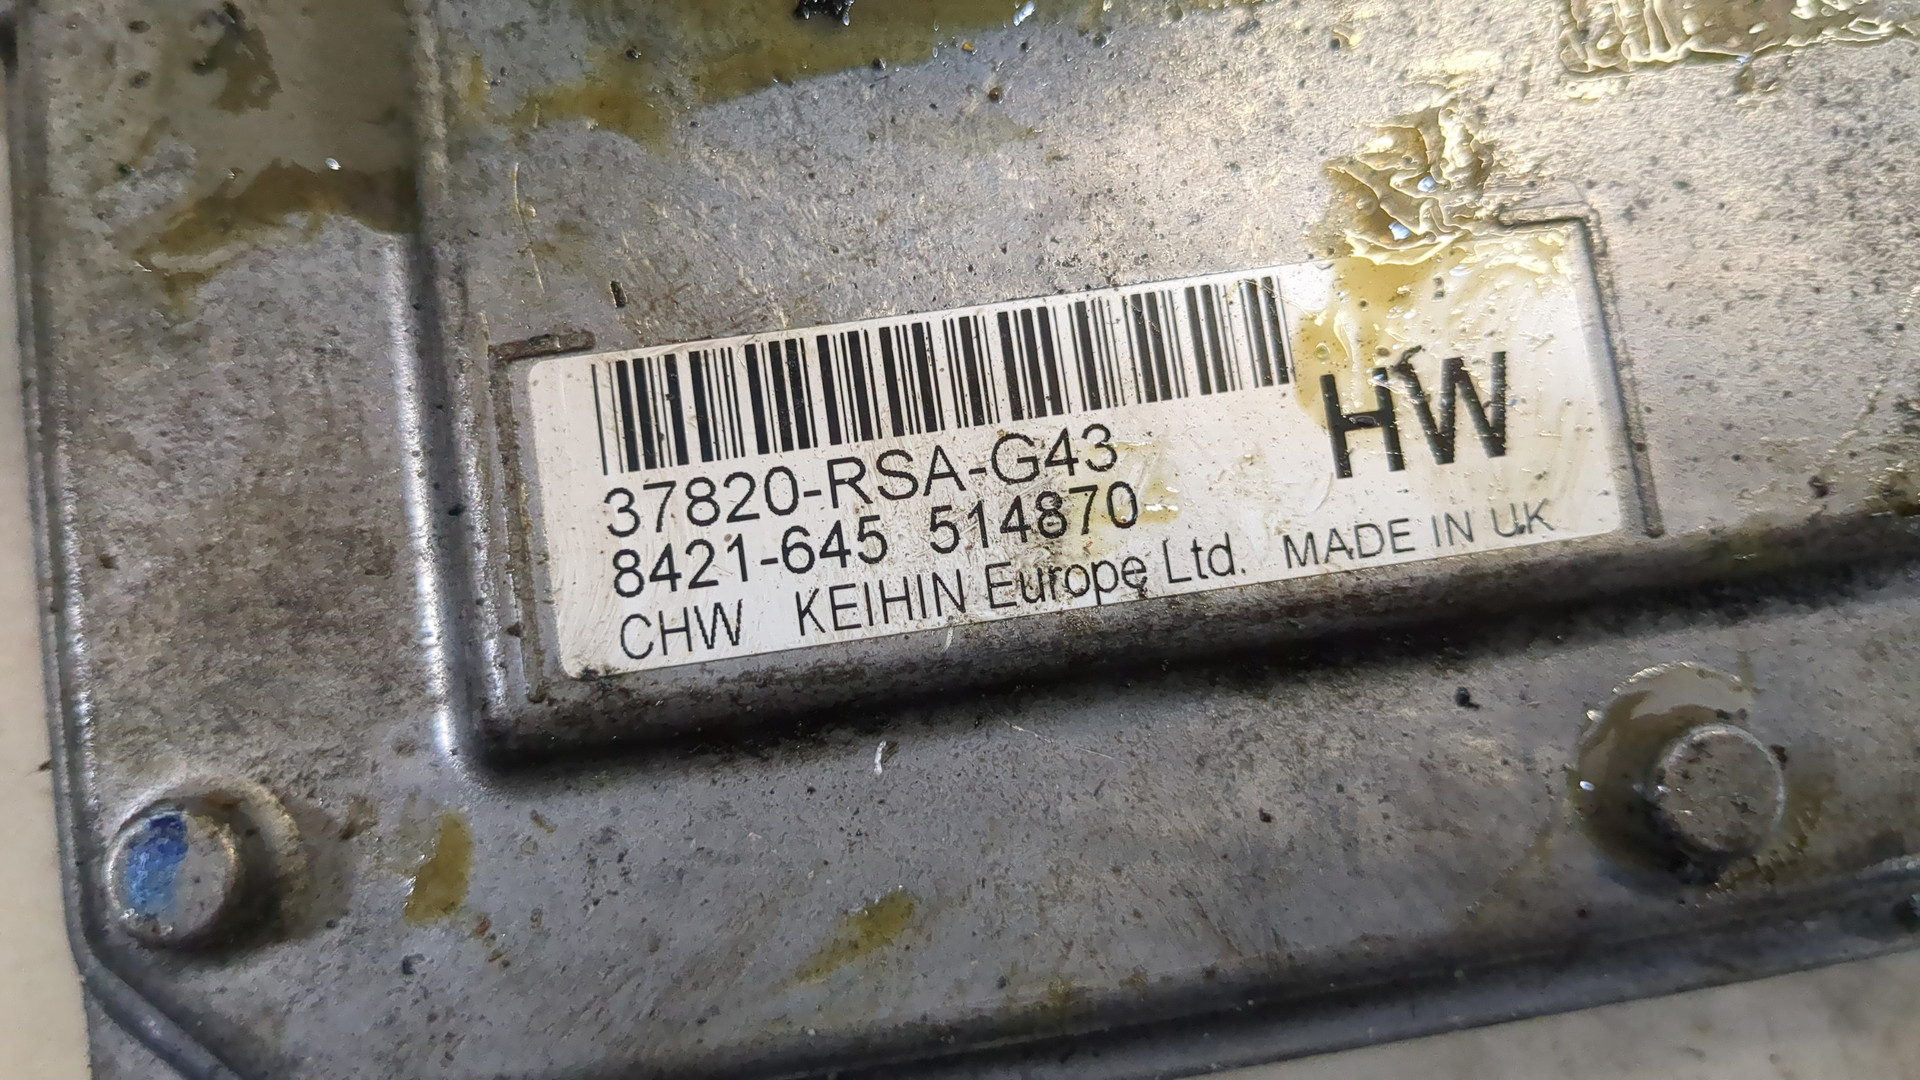 37820-RSA-G43
HW
8421-645 514870
CHW KEIHIN Europe Ltd. MADE IN UK